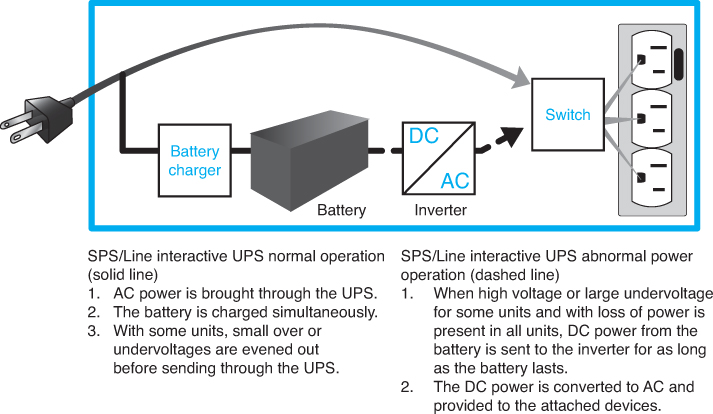 Battery
charger
DC
AC
Switch
Battery
Inverter
SPS/Line interactive UPS normal operation
(solid line)
1. AC power is brought through the UPS.
2. The battery is charged simultaneously.
3. With some units, small over or
undervoltages are evened out
before sending through the UPS.
SPS/Line interactive UPS abnormal power
operation (dashed line)
1. When high voltage or large undervoltage
for some units and with loss of power is
present in all units, DC power from the
battery is sent to the inverter for as long
as the battery lasts.
2. The DC power is converted to AC and
provided to the attached devices.